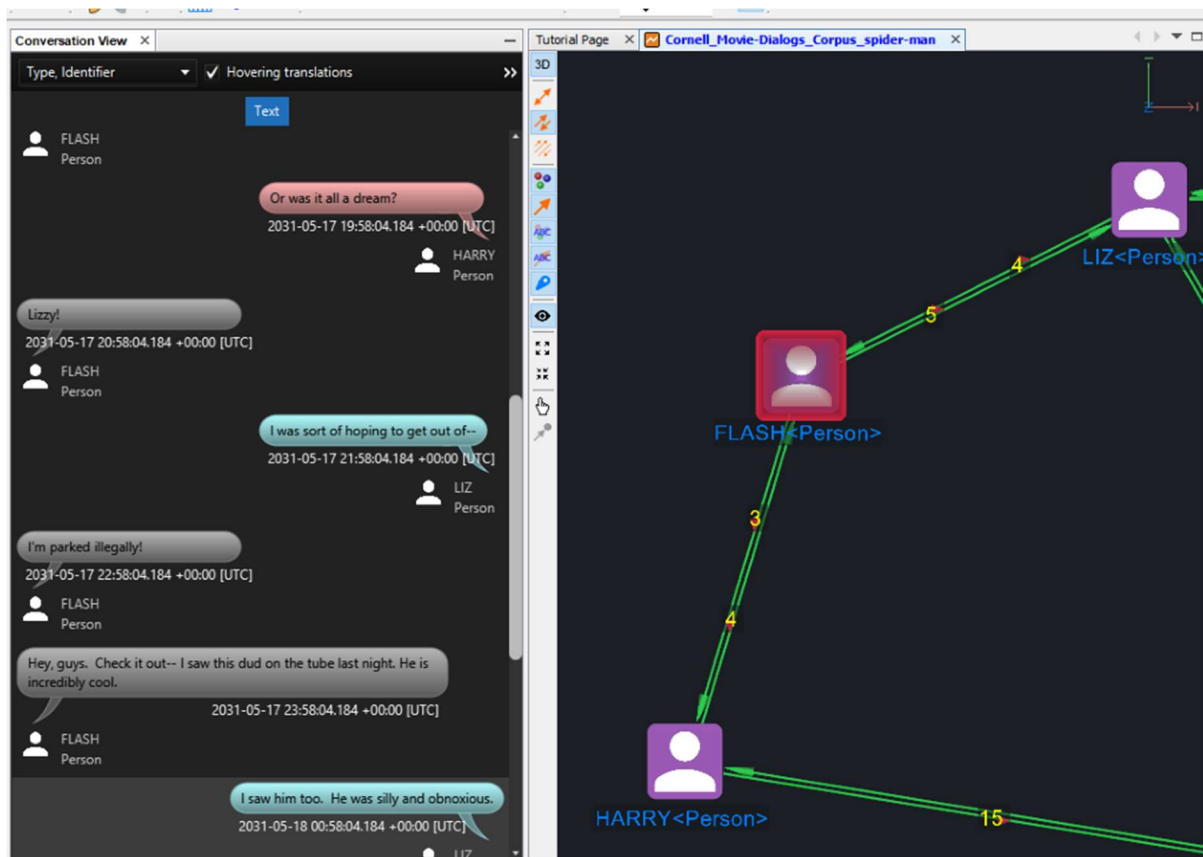 Conversation View X
Type, Identifier
Hovering translations
»
Text
FLASH
Person
Or was it all a dream?
2031-05-17 19:58:04.184 +00:00 [UTC]
HARRY
Person
Lizzy!
2031-05-17 20:58:04.184 +00:00 [UTC]
FLASH
Person
I was sort of hoping to get out of--
2031-05-17 21:58:04.184 +00:00 [UTC]
LIZ
Person
I'm parked illegally!
2031-05-17 22:58:04.184 +00:00 [UTC]
FLASH
Person
Hey, guys.  Check it out-- I saw this dud on the tube last night. He is
incredibly cool.
2031-05-17 23:58:04.184 +00:00 [UTC]
FLASH
Person
I saw him too.  He was silly and obnoxious.
2031-05-18 00:58:04.184 +00:00 [UTC]
LIZ
Tutorial Page X
Cornell_Movie-Dialogs_Corpus_spider-man X
3D
ABC
ABC
Z
LIZ<Person>
4
5
FLASH<Person>
3
4
HARRY<Person>
15